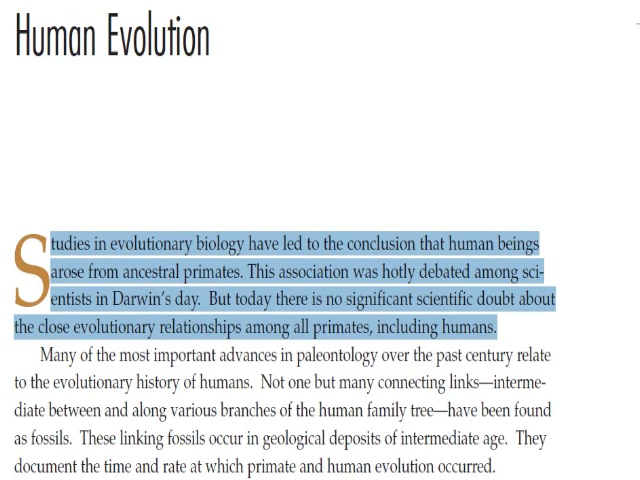 Human Evolution
Studies in evolutionary biology have led to the conclusion that human beings
arose from ancestral primates. This association was hotly debated among sci-
entists in Darwin's day.  But today there is no significant scientific doubt about
the close evolutionary relationships among all primates, including humans.
Many of the most important advances in paleontology over the past century relate
to the evolutionary history of humans.  Not one but many connecting links—interme-
diate between and along various branches of the human family tree—have been found
as fossils.  These linking fossils occur in geological deposits of intermediate age.  They
document the time and rate at which primate and human evolution occurred.